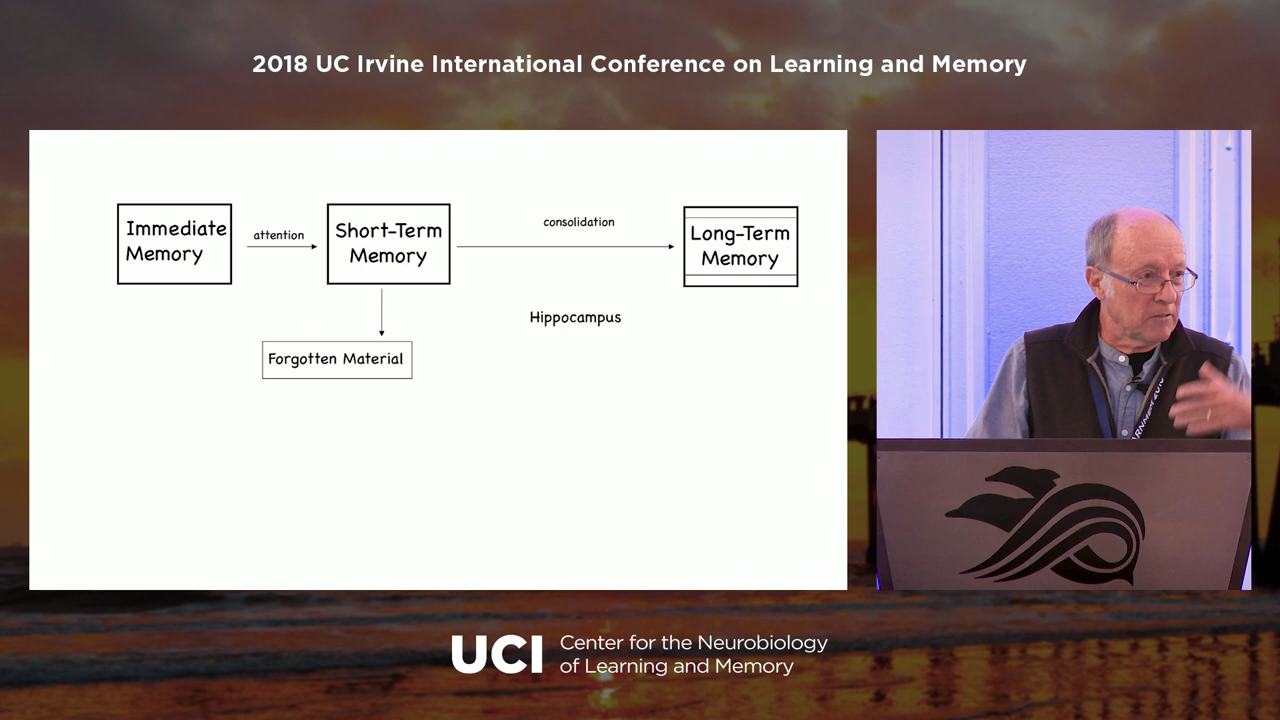 2018 UC Irvine International Conference on Learning and Memory
Immediate
Memory
attention
Short-Term
Memory
consolidation
Long-Term
Memory
Hippocampus
Forgotten Material
UCI
Center for the Neurobiology
of Learning and Memory